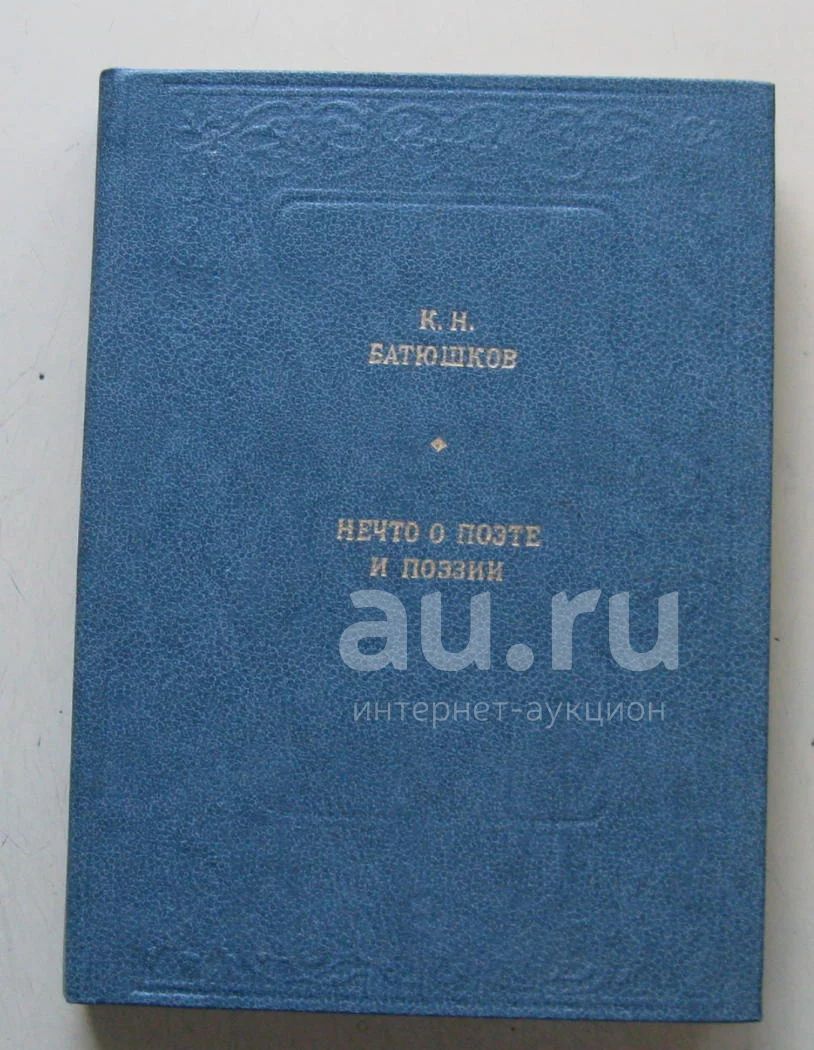 К. Н.
БАТЮШКОВ
НЕЧТО О ПОЭТЕ
И ПОЭЗИИ
au.ru
интернет-аукцион